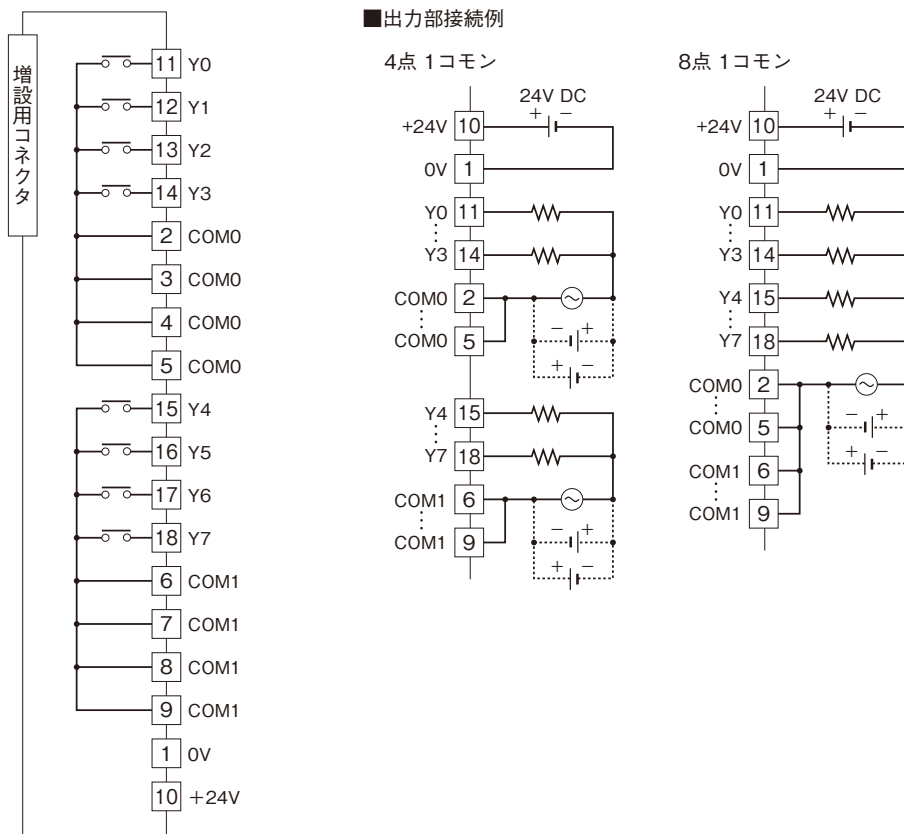 増設用コネクタ
11 Y0
12 Y1
13 Y2
14 Y3
2 COM0
3 COM0
4 COM0
5 COM0
15 Y4
16 Y5
17 Y6
18 Y7
6 COM1
7 COM1
8 COM1
9 COM1
1 0V
10 +24V
■出力部接続例
4点 1コモン
24V DC
+ −
+24V 10
0V 1
Y0 11
Y3 14
COM0 2
COM0 5
− +
+ −
Y4 15
Y7 18
COM1 6
COM1 9
− +
+ −
8点 1コモン
24V DC
+ −
+24V 10
0V 1
Y0 11
Y3 14
Y4 15
Y7 18
COM0 2
COM0 5
− +
COM1 6
+ −
COM1 9